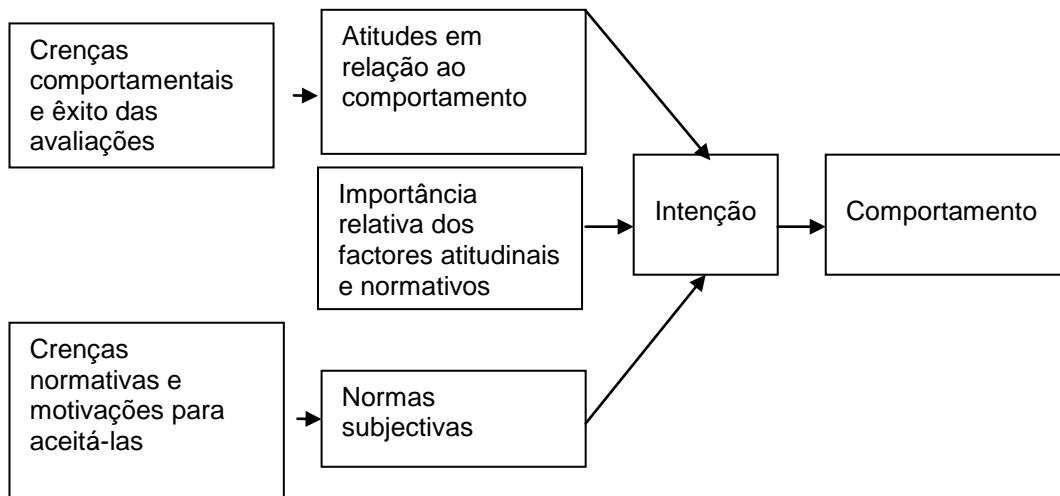 Crenças
comportamentais
e êxito das
avaliações
Atitudes em
relação ao
comportamento
Importância
relativa dos
factores atitudinais
e normativos
Intenção
Comportamento
Crenças
normativas e
motivações para
aceitá-las
Normas
subjectivas